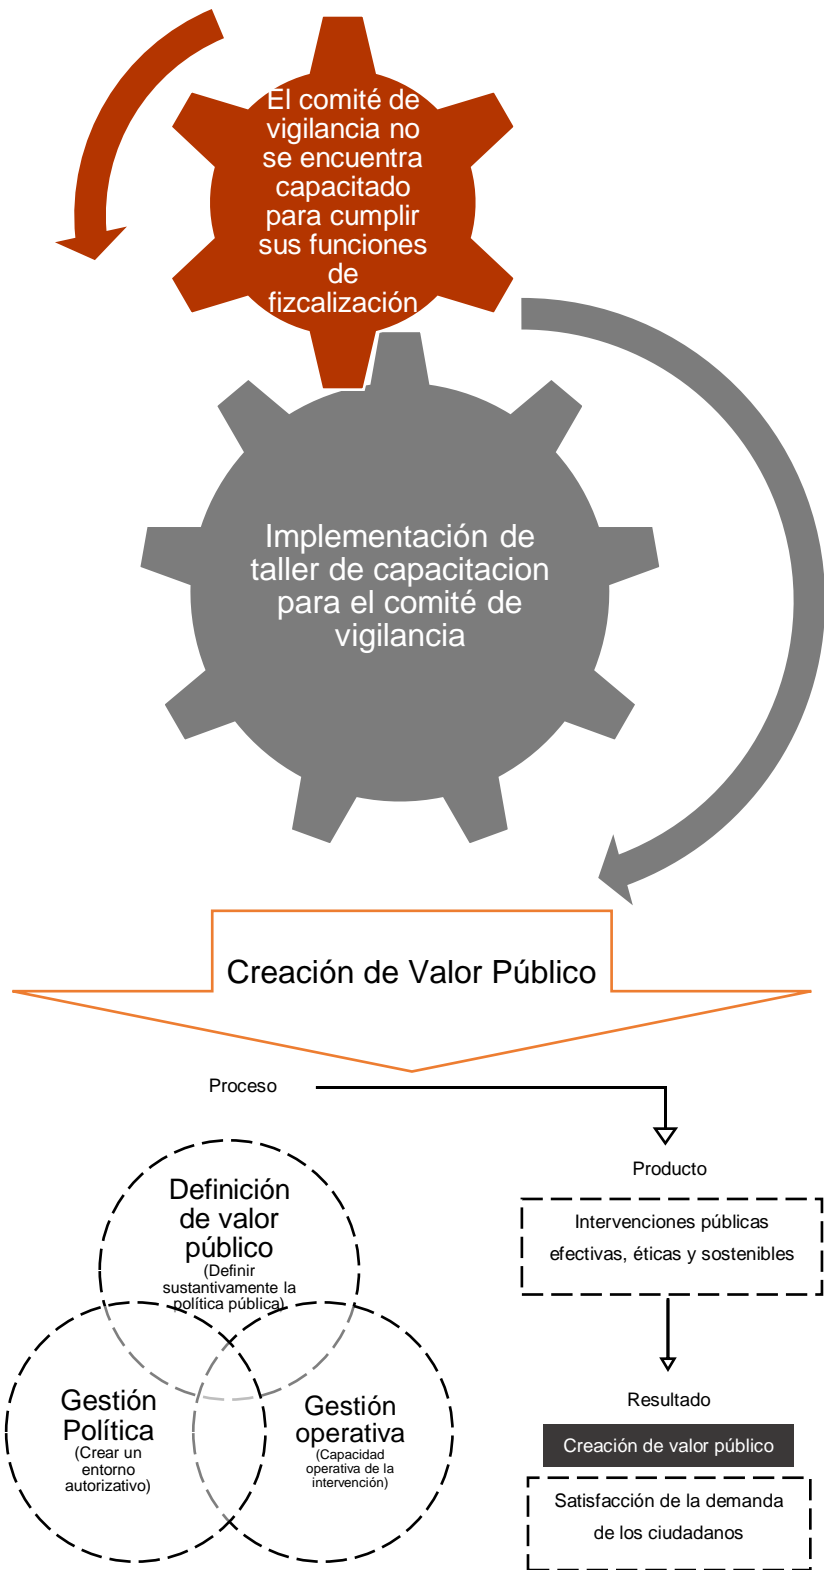 El comité de
vigilancia no
se encuentra
capacitado
para cumplir
sus funciones
de
fizcalización
Implementación de
taller de capacitacion
para el comité de
vigilancia
Creación de Valor Público
Proceso
Definición
de valor
público
(Definir
sustantivamente la
política pública)
Gestión
Política
(Crear un
entorno
autorizativo)
Gestión
operativa
(Capacidad
operativa de la
intervención)
Producto
Intervenciones públicas
efectivas, éticas y sostenibles
Resultado
Creación de valor público
Satisfacción de la demanda
de los ciudadanos